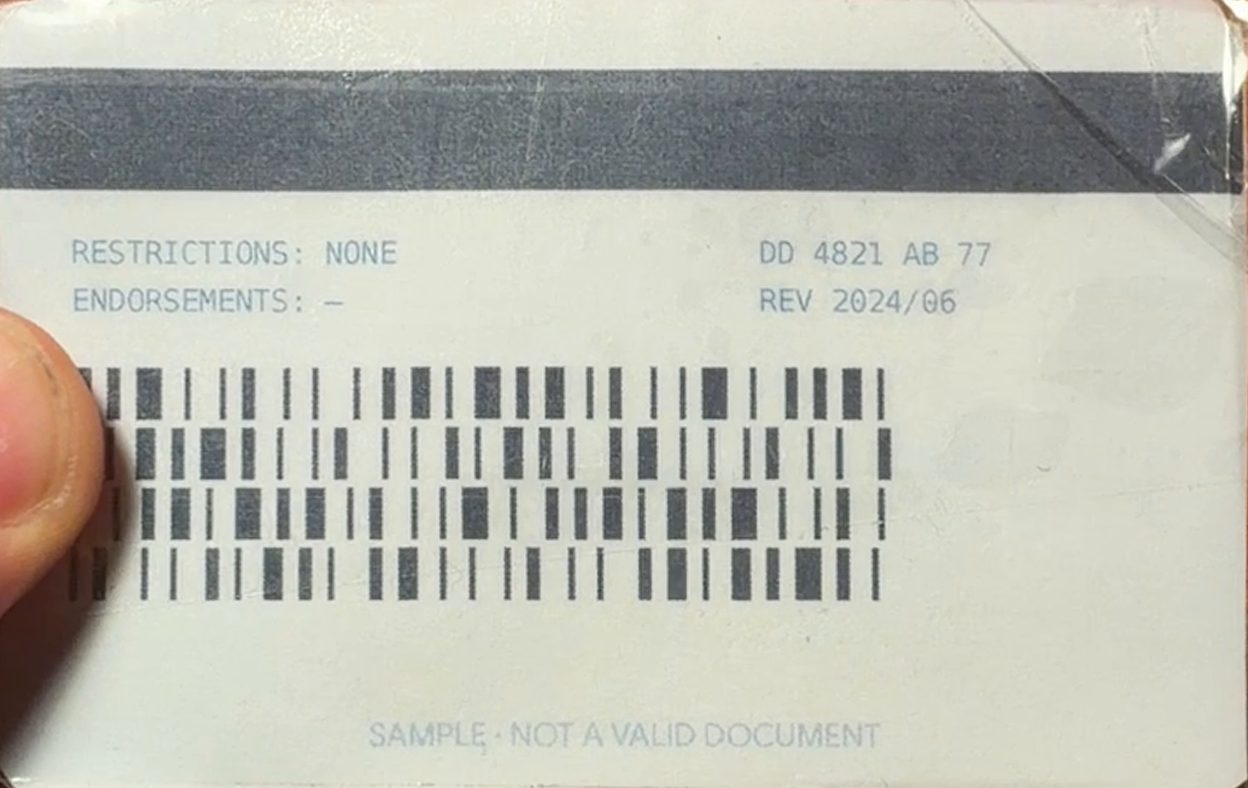 RESTRICTIONS: NONE
ENDORSEMENTS: –
DD 4821 AB 77
REV 2024/06
SAMPLE · NOT A VALID DOCUMENT